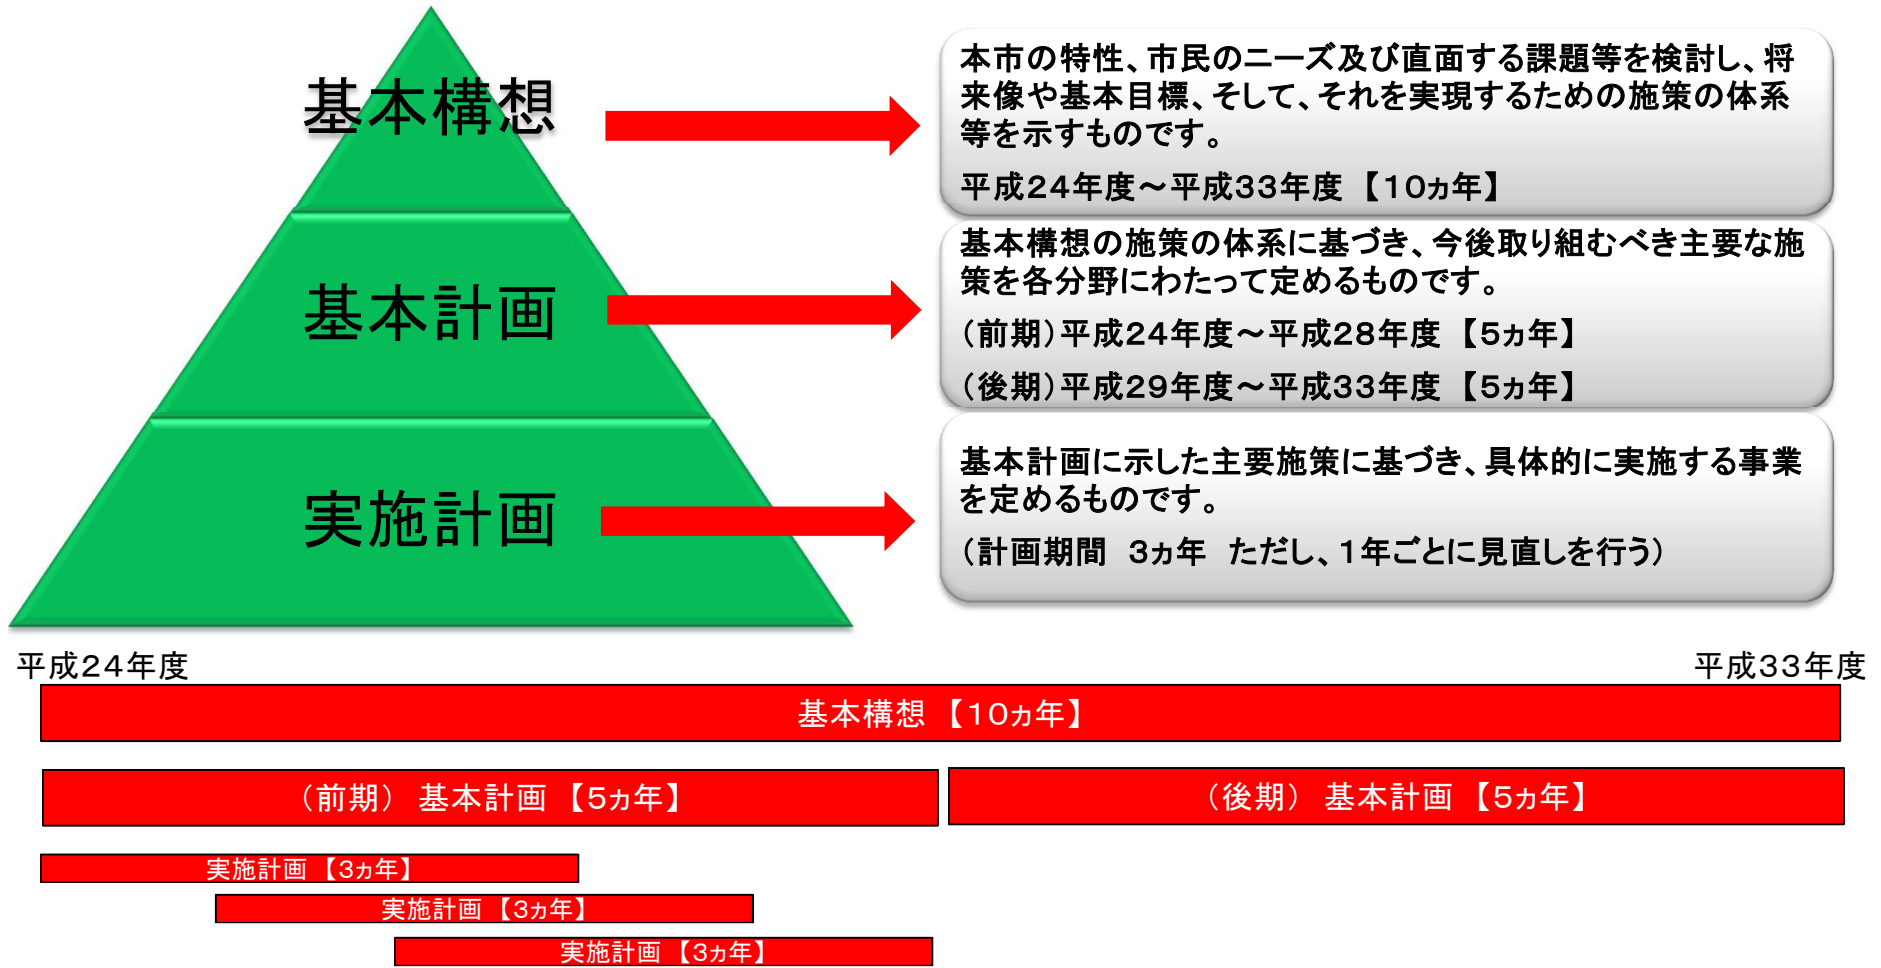 基本構想
本市の特性、市民のニーズ及び直面する課題等を検討し、将
来像や基本目標、そして、それを実現するための施策の体系
等を示すものです。
平成24年度～平成33年度 【10ヵ年】
基本計画
基本構想の施策の体系に基づき、今後取り組むべき主要な施
策を各分野にわたって定めるものです。
(前期)平成24年度～平成28年度 【5ヵ年】
(後期)平成29年度～平成33年度 【5ヵ年】
実施計画
基本計画に示した主要施策に基づき、具体的に実施する事業
を定めるものです。
(計画期間 3ヵ年 ただし、1年ごとに見直しを行う)
平成24年度
平成33年度
基本構想 【10ヵ年】
(前期) 基本計画 【5ヵ年】
(後期) 基本計画 【5ヵ年】
実施計画 【3ヵ年】
実施計画 【3ヵ年】
実施計画 【3ヵ年】